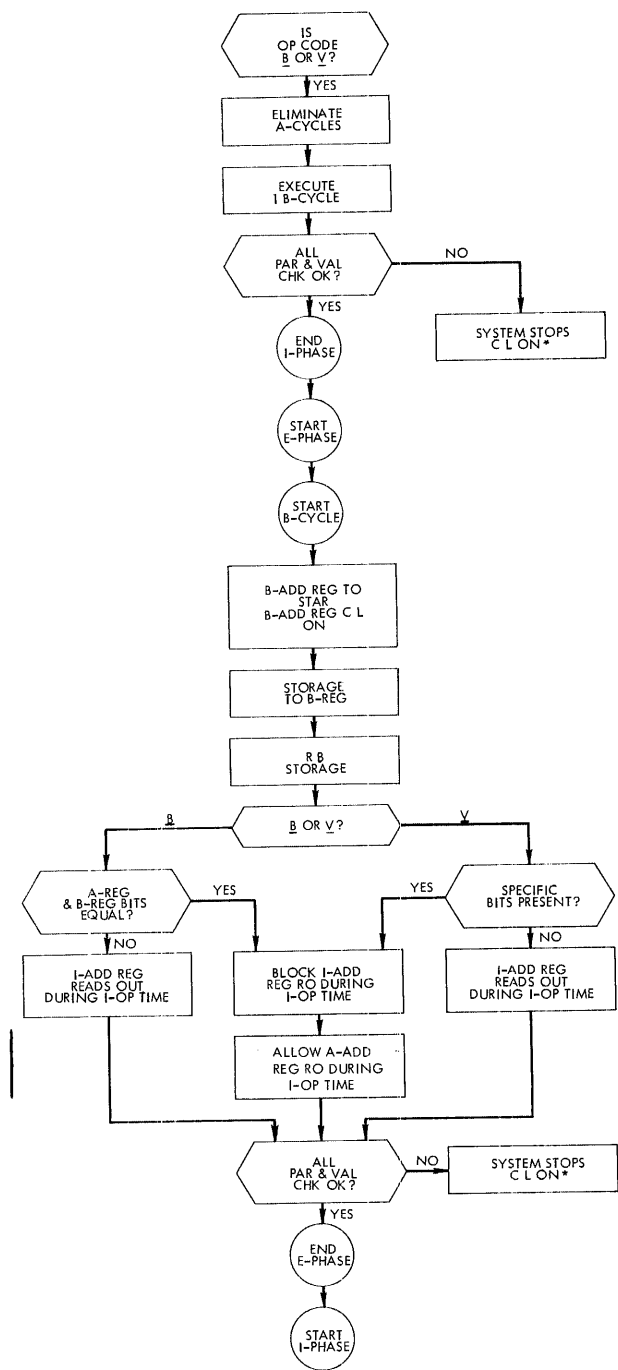 IS
OP CODE
B OR V?
YES
ELIMINATE
A-CYCLES
EXECUTE
1 B-CYCLE
ALL
PAR & VAL
CHK OK?
NO
YES
SYSTEM STOPS
C L ON*
END
I-PHASE
START
E-PHASE
START
B-CYCLE
B-ADD REG TO
STAR
B-ADD REG C L
ON
STORAGE
TO B-REG
R B
STORAGE
B OR V?
B
V
A-REG
& B-REG BITS
EQUAL?
YES
YES
SPECIFIC
BITS PRESENT?
NO
NO
I-ADD REG
READS OUT
DURING I-OP TIME
BLOCK I-ADD
REG RO DURING
I-OP TIME
I-ADD REG
READS OUT
DURING I-OP TIME
ALLOW A-ADD
REG RO DURING
I-OP TIME
ALL
PAR & VAL
CHK OK?
NO
SYSTEM STOPS
C L ON*
YES
END
E-PHASE
START
I-PHASE